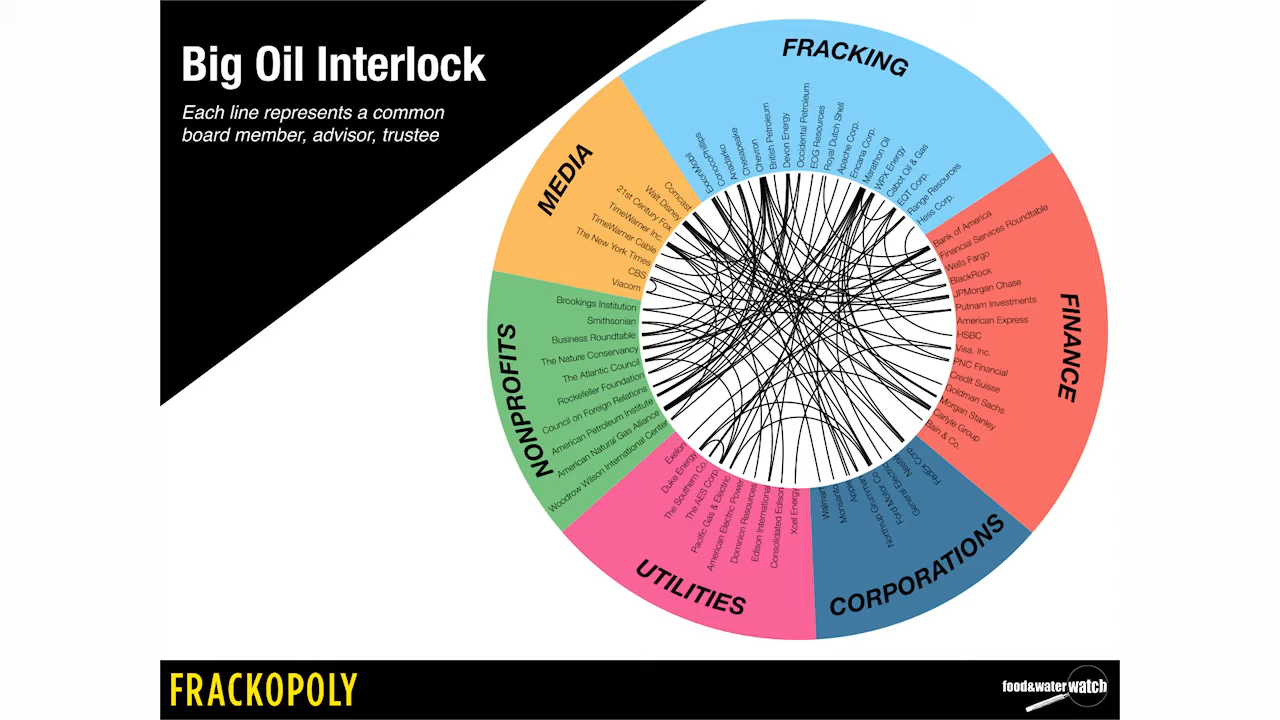 Big Oil Interlock
Each line represents a common
board member, advisor, trustee
FRACKING
ExxonMobil
ConocoPhillips
Anadarko
Chesapeake
Chevron
British Petroleum
Devon Energy
Occidental Petroleum
EOG Resources
Royal Dutch Shell
Apache Corp.
Encana Corp.
Marathon Oil
WPX Energy
Cabot Oil & Gas
EQT Corp.
Range Resources
Hess Corp.
FINANCE
Bank of America
Financial Services Roundtable
Wells Fargo
BlackRock
JPMorgan Chase
Putnam Investments
American Express
HSBC
Visa, Inc.
PNC Financial
Credit Suisse
Goldman Sachs
Morgan Stanley
Carlyle Group
Bain & Co.
CORPORATIONS
FedEx Corp.
Nestlé
General Electric
Ford Motor Co.
Northrup Grumman
Apple
Monsanto
Walmart
UTILITIES
Xcel Energy
Consolidated Edison
Edison International
Dominion Resources
American Electric Power
Pacific Gas & Electric
The AES Corp.
The Southern Co.
Duke Energy
Exelon
NONPROFITS
Woodrow Wilson International Center
American Natural Gas Alliance
American Petroleum Institute
Council on Foreign Relations
Rockefeller Foundation
The Atlantic Council
The Nature Conservancy
Business Roundtable
Smithsonian
Brookings Institution
MEDIA
Viacom
CBS
The New York Times
TimeWarner Cable
TimeWarner Inc.
21st Century Fox
Walt Disney
Comcast
FRACKOPOLY
food&waterwatch